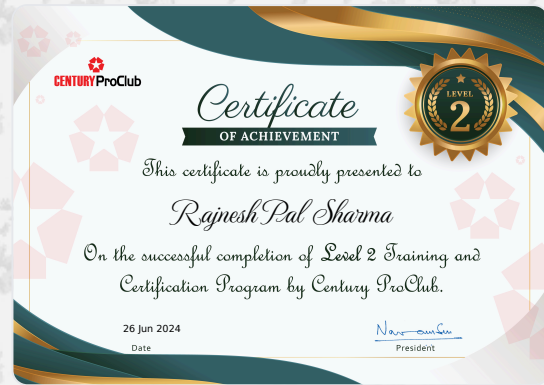 CENTURY ProClub
Certificate
OF ACHIEVEMENT
LEVEL
2
This certificate is proudly presented to
Rajnesh Pal Sharma
On the successful completion of Level 2 Training and
Certification Program by Century ProClub.
26 Jun 2024
Date
President